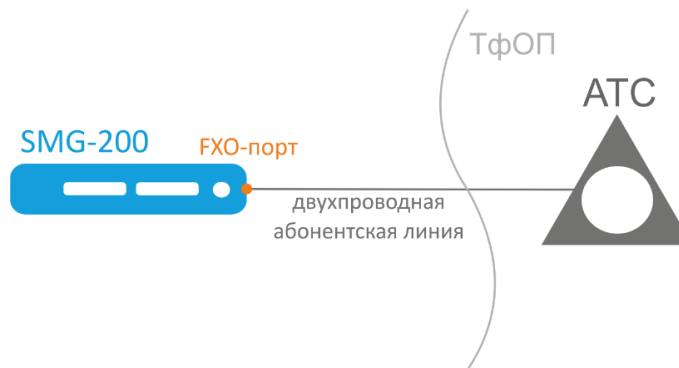 ТфОП
АТС
SMG-200
FXO-порт
двухпроводная
абонентская линия